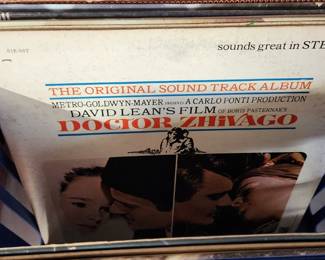 sounds great in STE
THE ORIGINAL SOUND TRACK ALBUM
METRO-GOLDWYN-MAYER PRESENTS A CARLO PONTI PRODUCTION
DAVID LEAN'S FILM OF BORIS PASTERNAK'S
DOCTOR ZHIVAGO